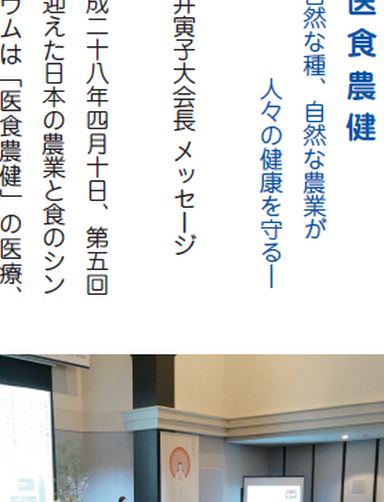 医食農健
自然な種、自然な農業が
人々の健康を守る―
井寅子大会長 メッセージ
成二十八年四月十日、第五回
迎えた日本の農業と食のシン
ウムは「医食農健」の医療、